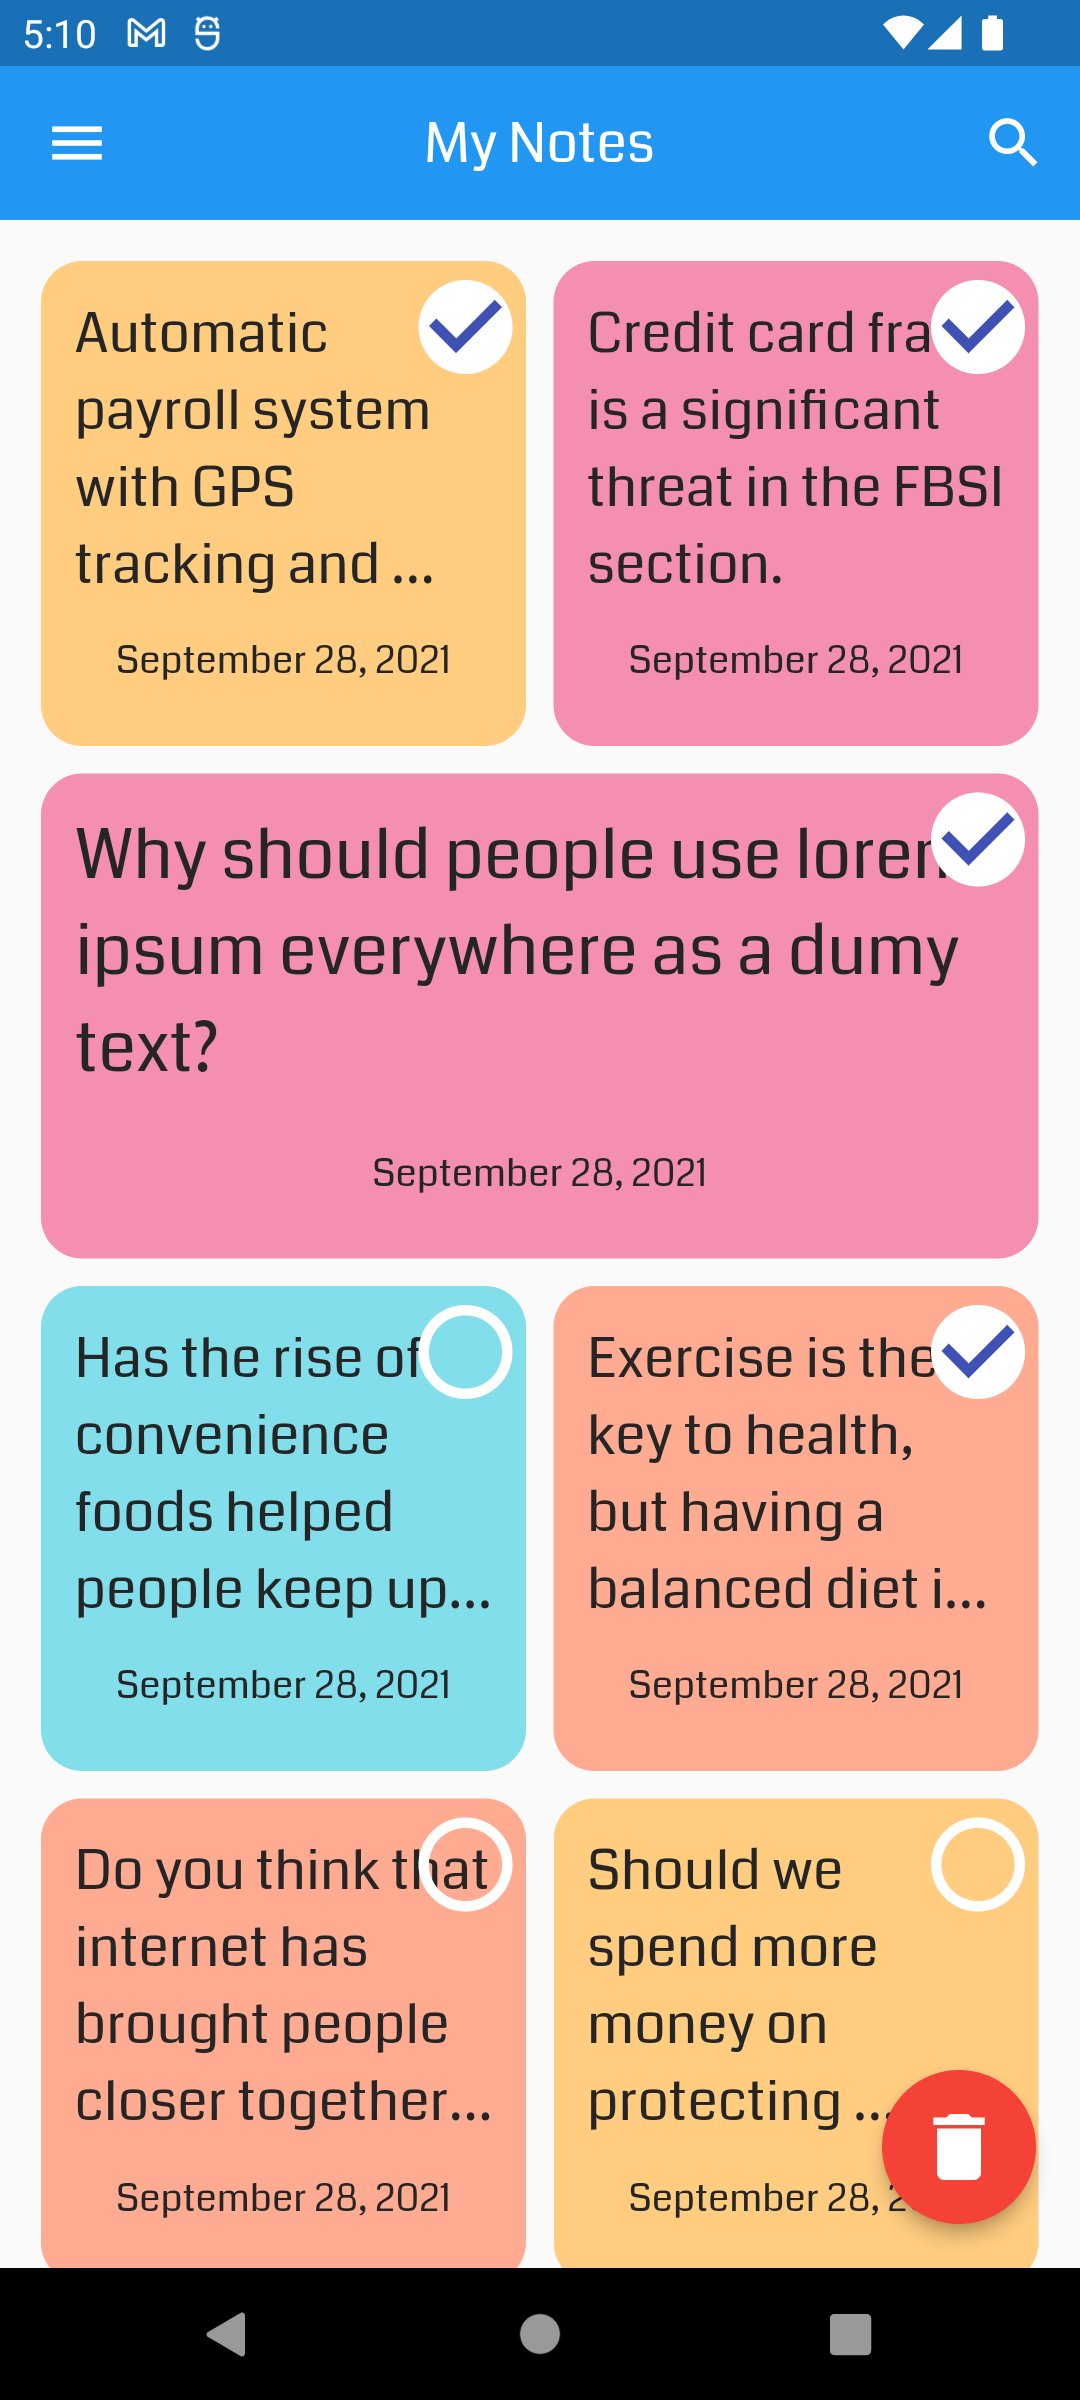 5:10
My Notes
Automatic
payroll system
with GPS
tracking and ...
September 28, 2021
Credit card fra
is a significant
threat in the FBSI
section.
September 28, 2021
Why should people use lorem
ipsum everywhere as a dumy
text?
September 28, 2021
Has the rise of
convenience
foods helped
people keep up...
September 28, 2021
Exercise is the
key to health,
but having a
balanced diet i...
September 28, 2021
Do you think that
internet has
brought people
closer together...
September 28, 2021
Should we
spend more
money on
protecting ...
September 28, 2